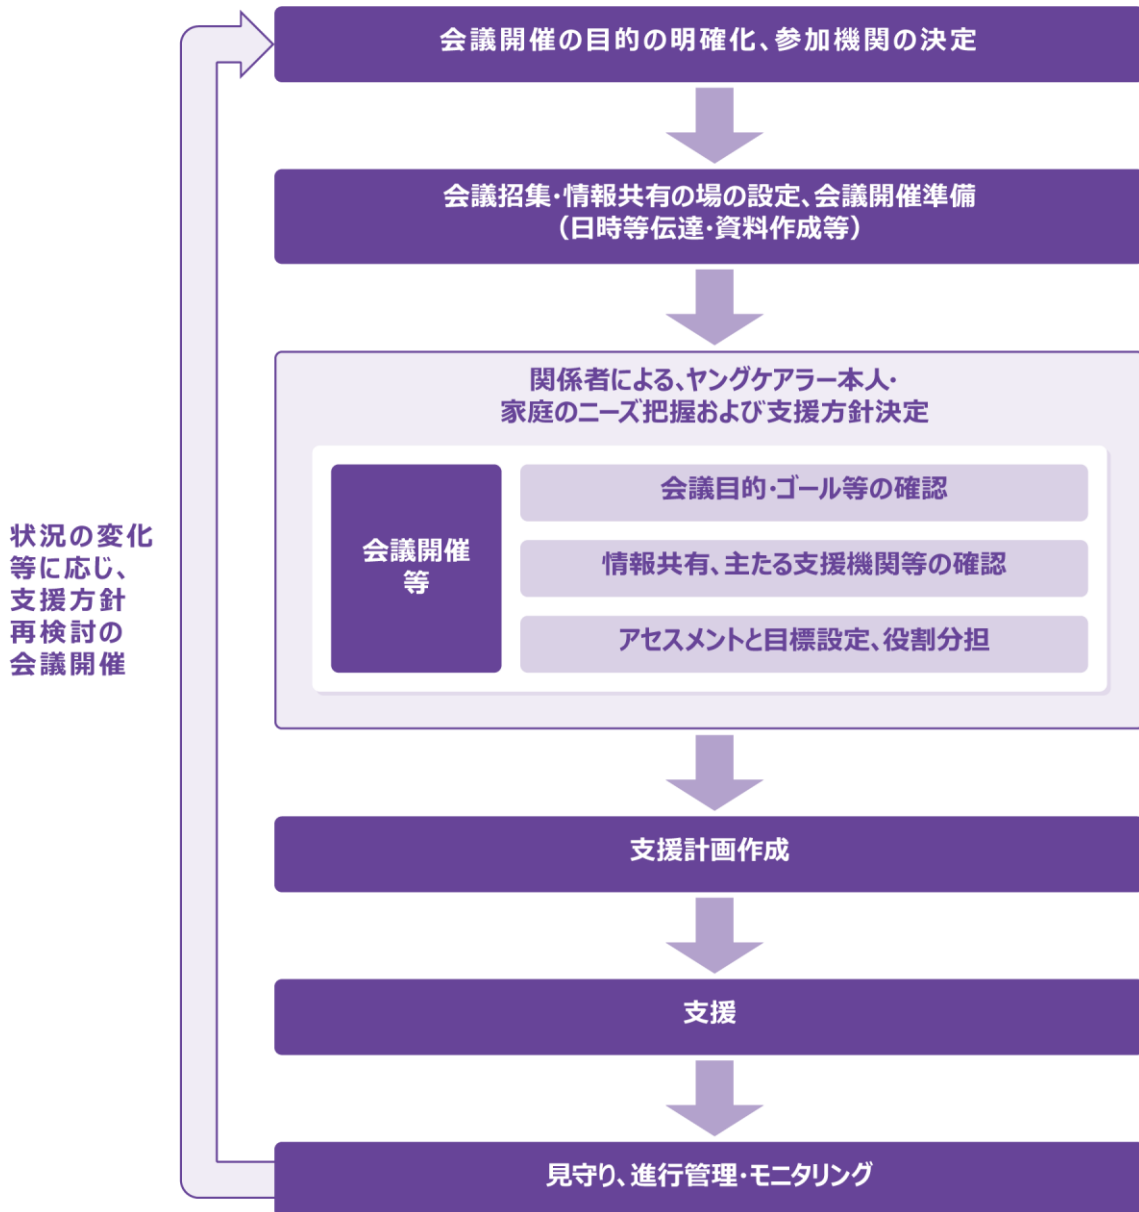 会議開催の目的の明確化、参加機関の決定
会議招集・情報共有の場の設定、会議開催準備
（日時等伝達・資料作成等）
関係者による、ヤングケアラー本人・
家庭のニーズ把握および支援方針決定
会議開催
等
会議目的・ゴール等の確認
情報共有、主たる支援機関等の確認
アセスメントと目標設定、役割分担
状況の変化
等に応じ、
支援方針
再検討の
会議開催
支援計画作成
支援
見守り、進行管理・モニタリング